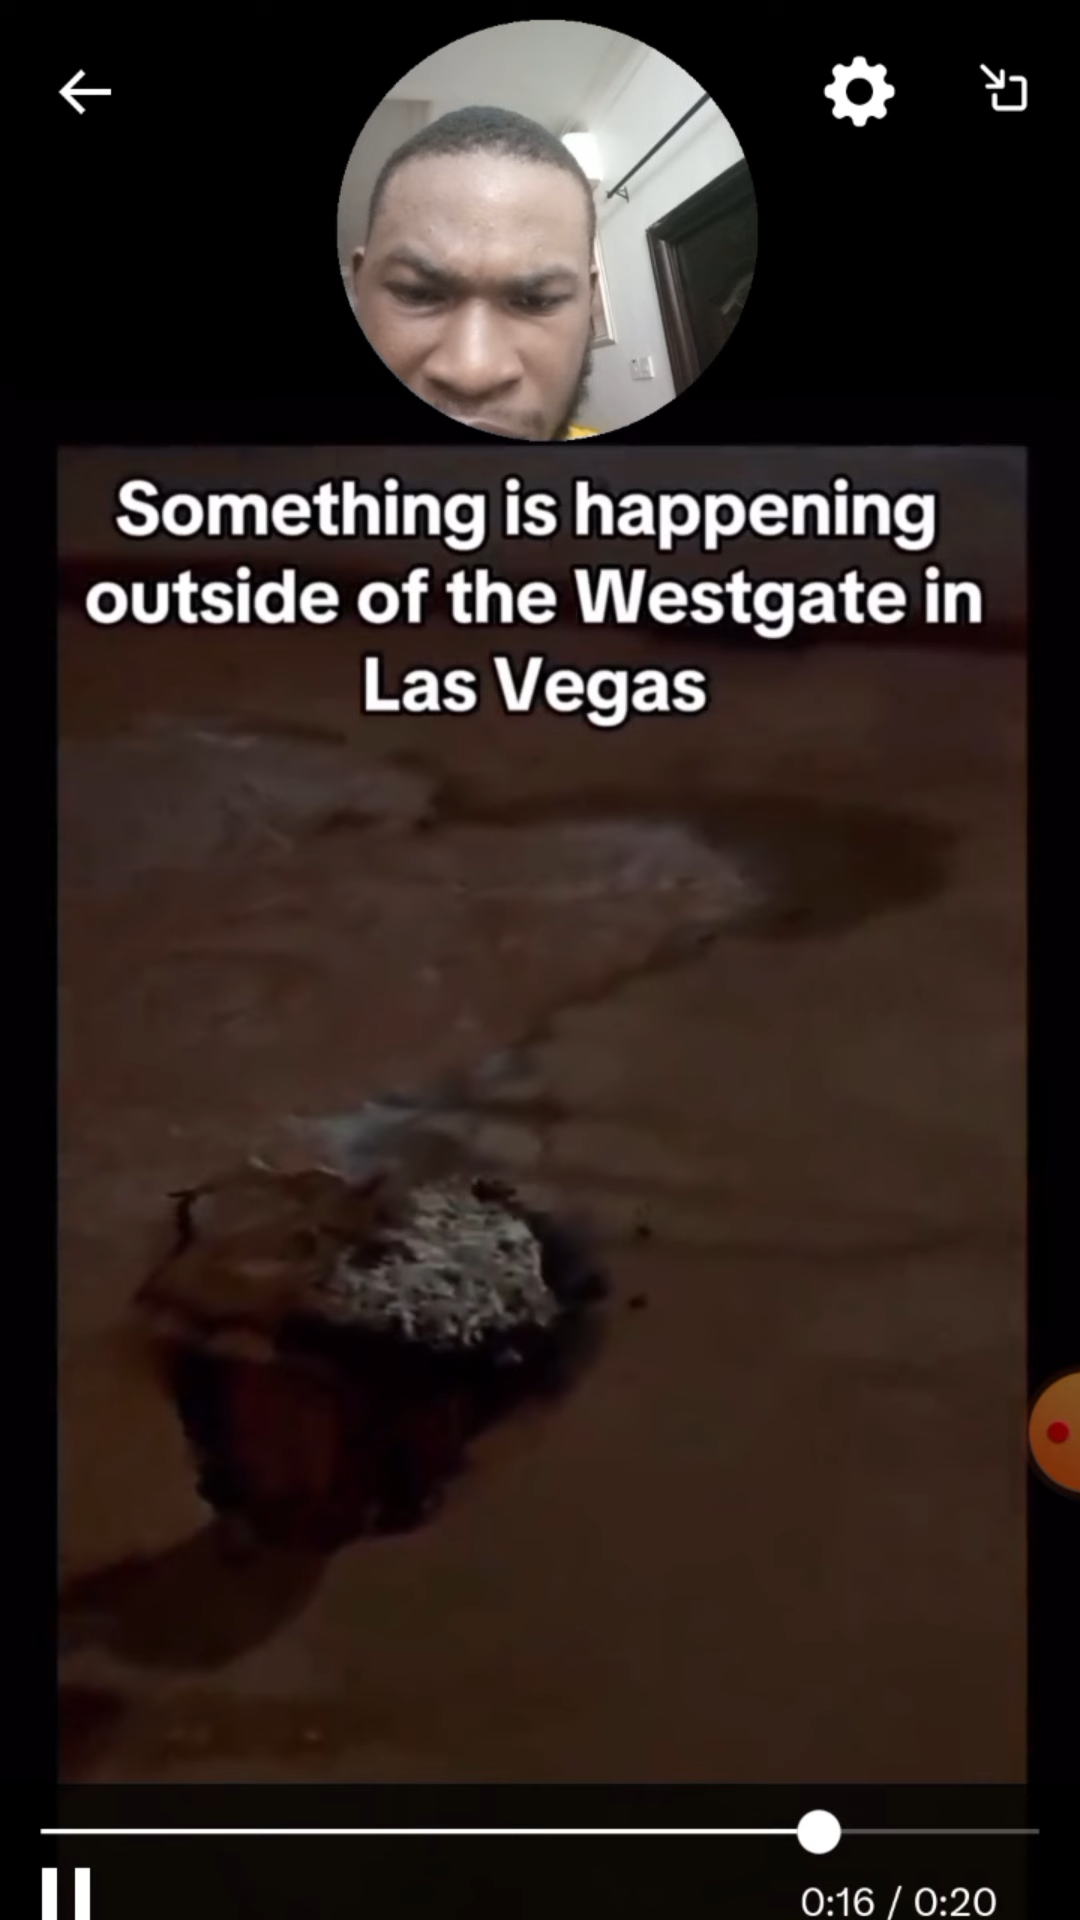 Something is happening
outside of the Westgate in
Las Vegas
0:16 / 0:20